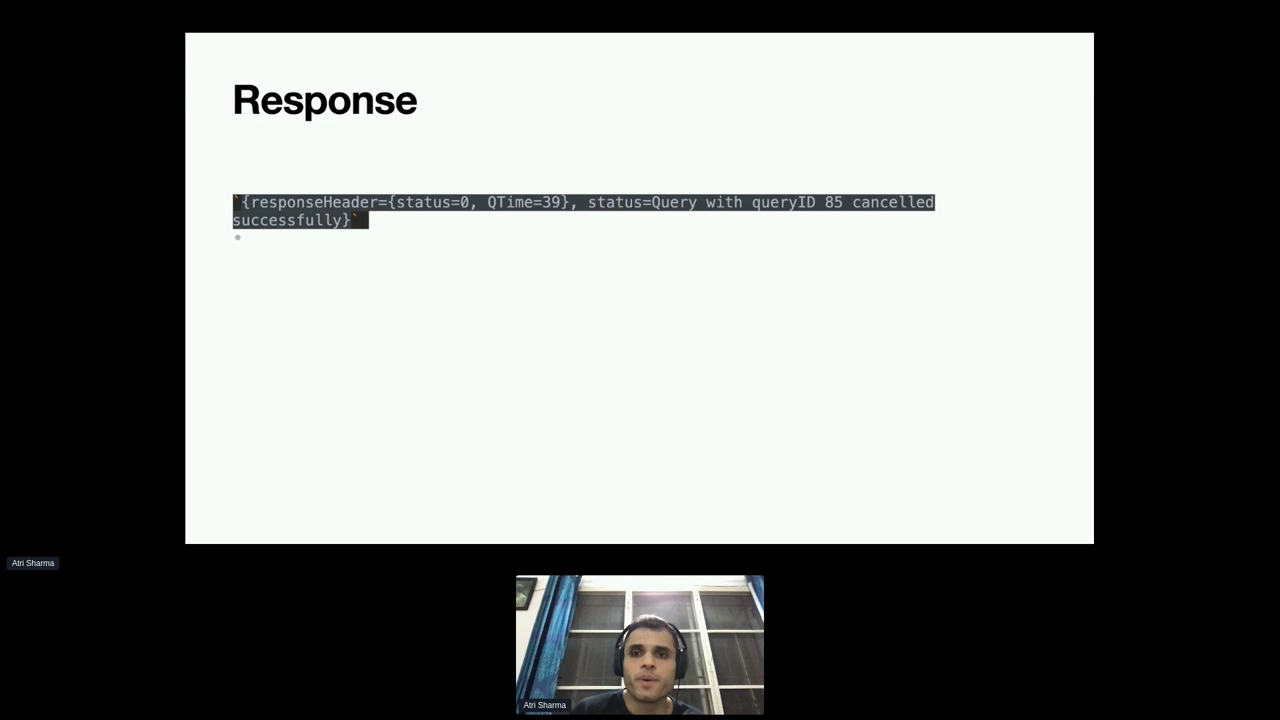 Response
`{responseHeader={status=0, QTime=39}, status=Query with queryID 85 cancelled
successfully}`
Atri Sharma
Atri Sharma